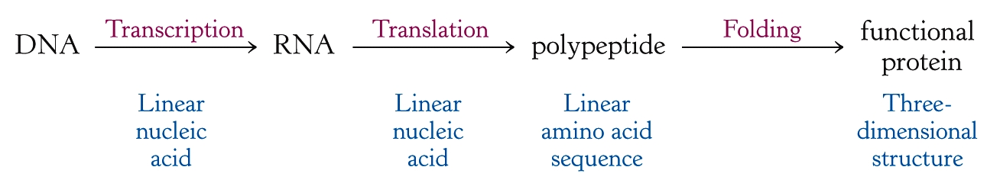 DNA Transcription RNA Translation polypeptide Folding functional
protein
Linear Linear Linear Three-
nucleic nucleic amino acid dimensional
acid acid sequence structure